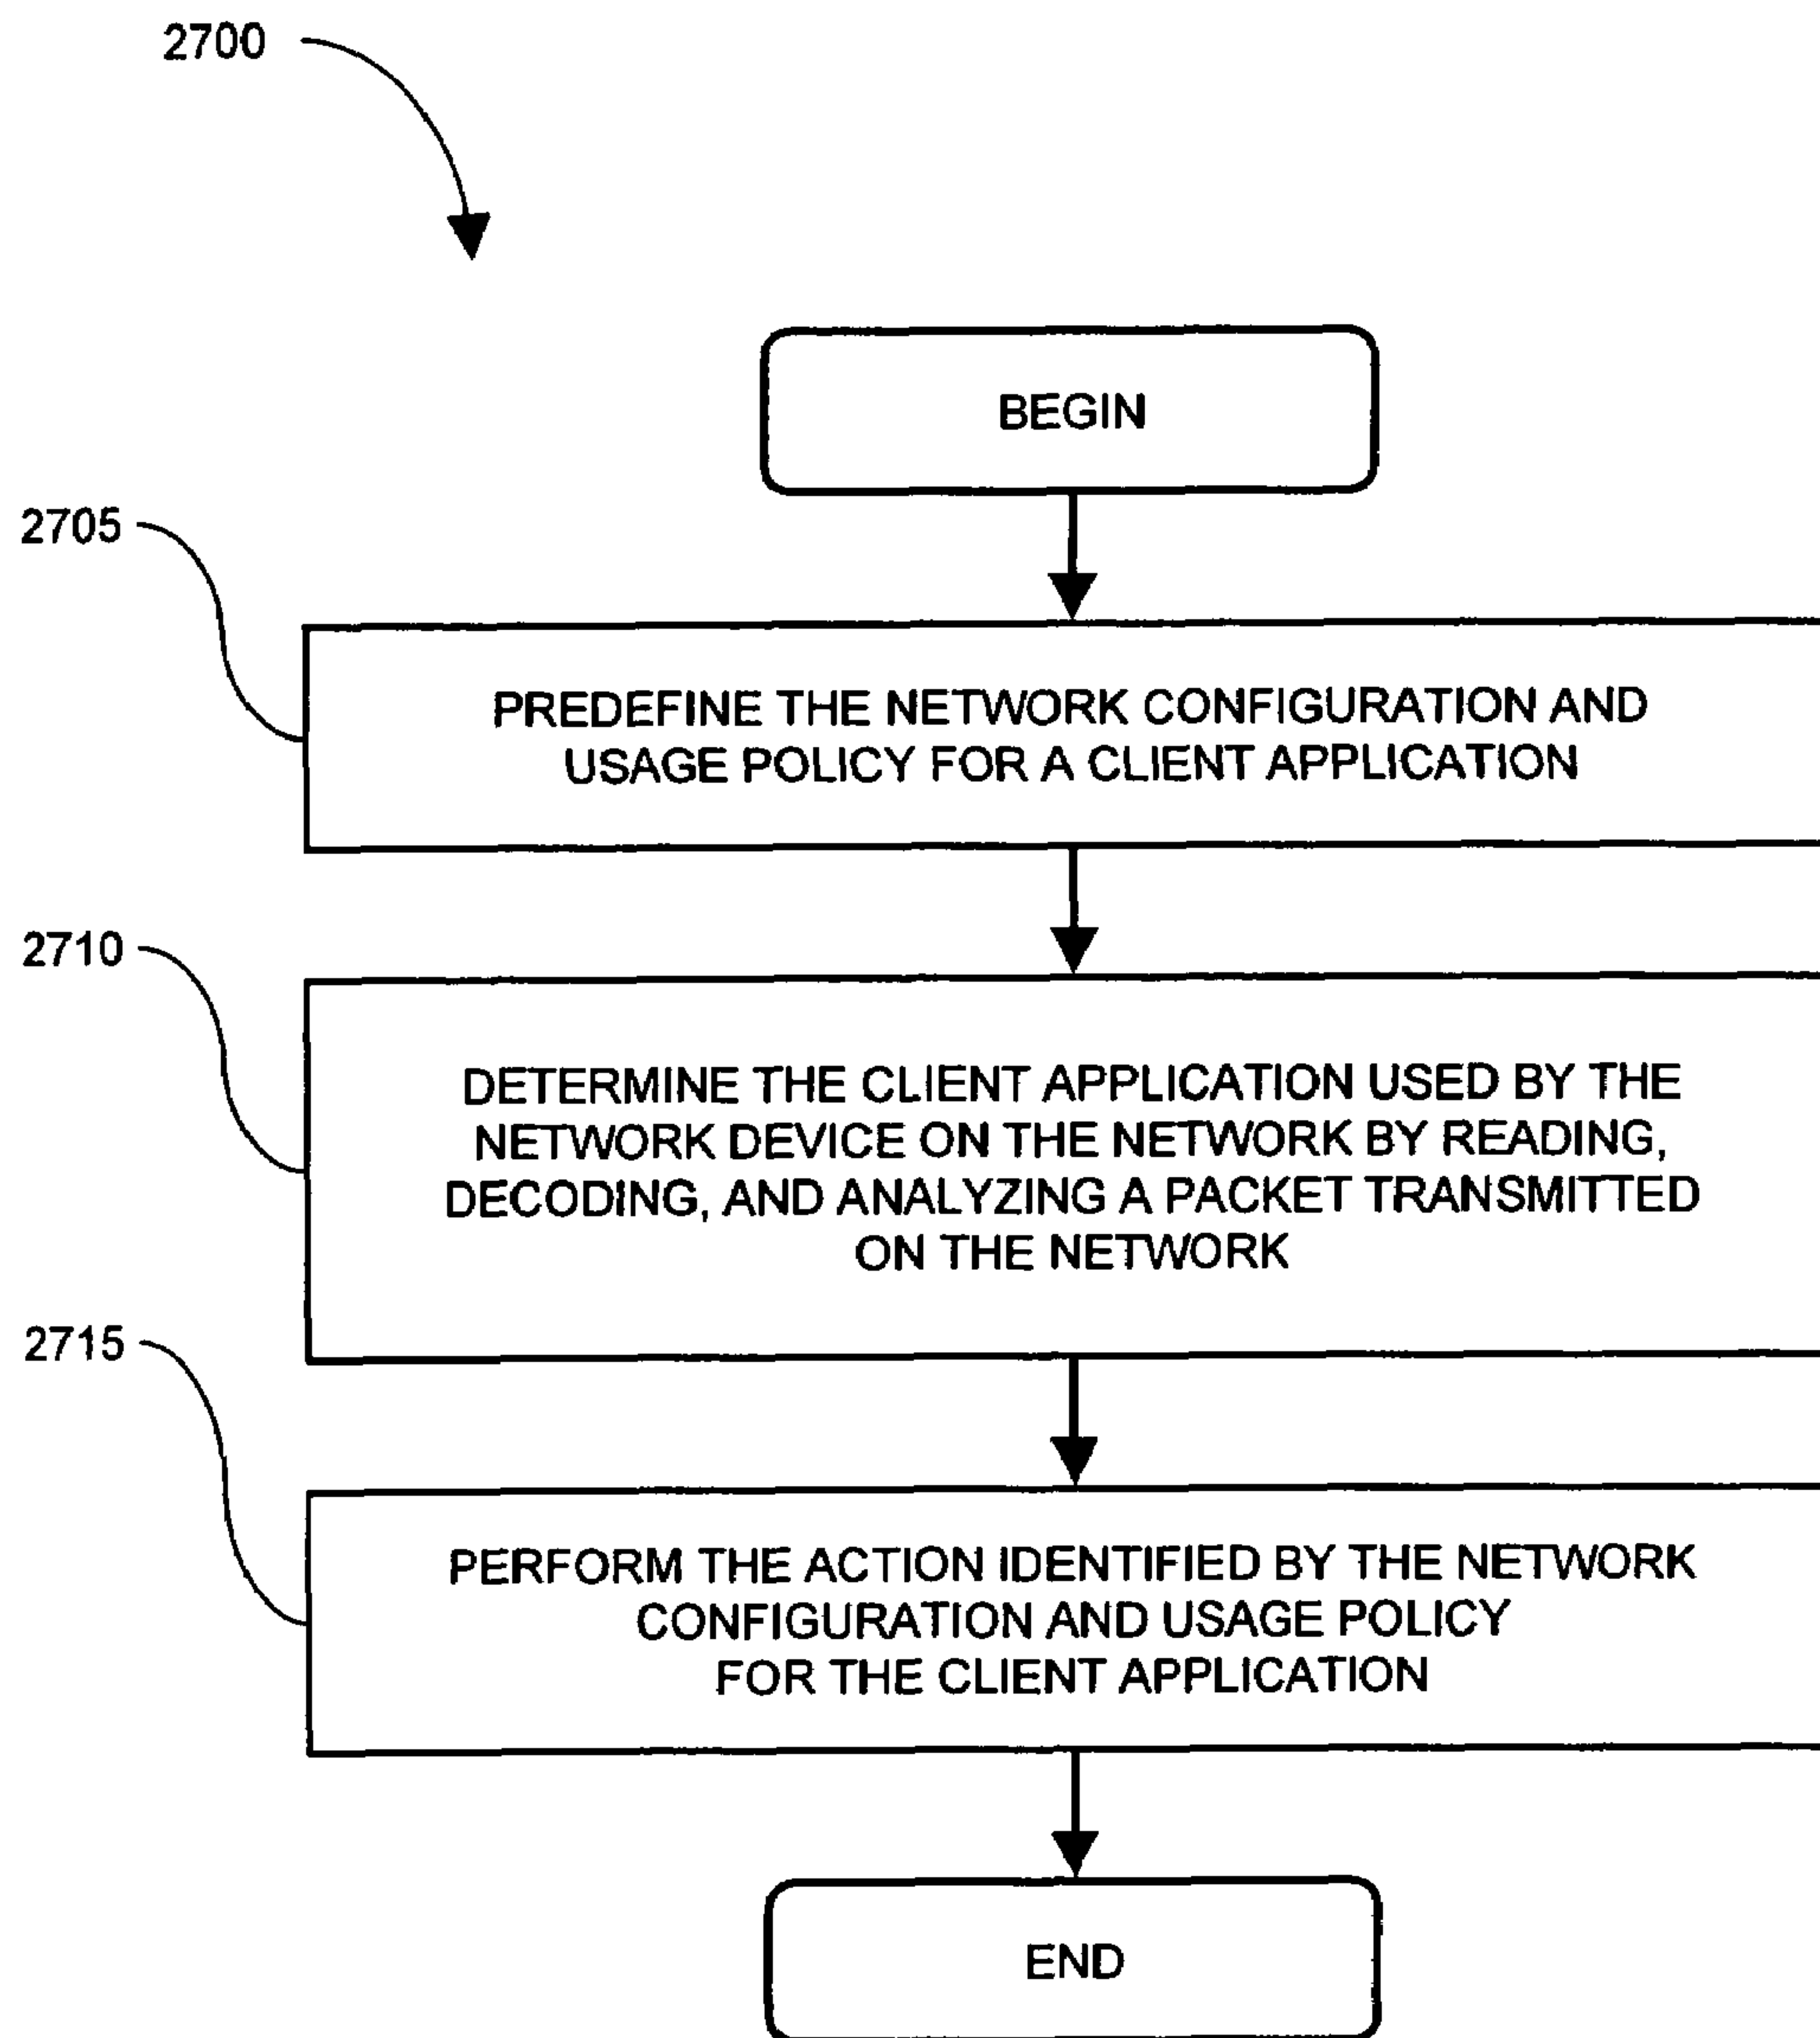 2700
BEGIN
2705
PREDEFINE THE NETWORK CONFIGURATION AND
USAGE POLICY FOR A CLIENT APPLICATION
2710
DETERMINE THE CLIENT APPLICATION USED BY THE
NETWORK DEVICE ON THE NETWORK BY READING,
DECODING, AND ANALYZING A PACKET TRANSMITTED
ON THE NETWORK
2715
PERFORM THE ACTION IDENTIFIED BY THE NETWORK
CONFIGURATION AND USAGE POLICY
FOR THE CLIENT APPLICATION
END